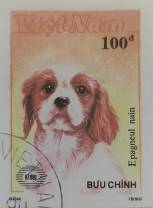 Việt Nam
100đ
Epagneul nain
BƯU CHÍNH